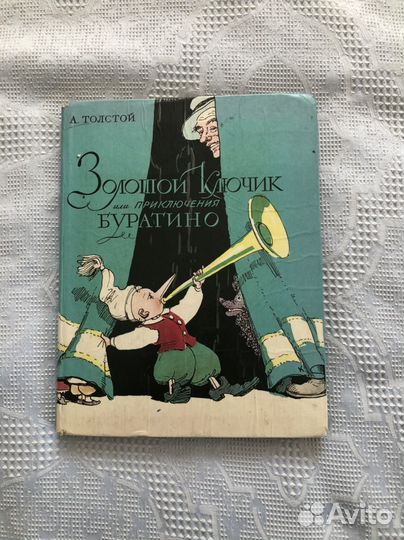 А. ТОЛСТОЙ
Золотой Ключик
или ПРИКЛЮЧЕНИЯ
БУРАТИНО
Avito